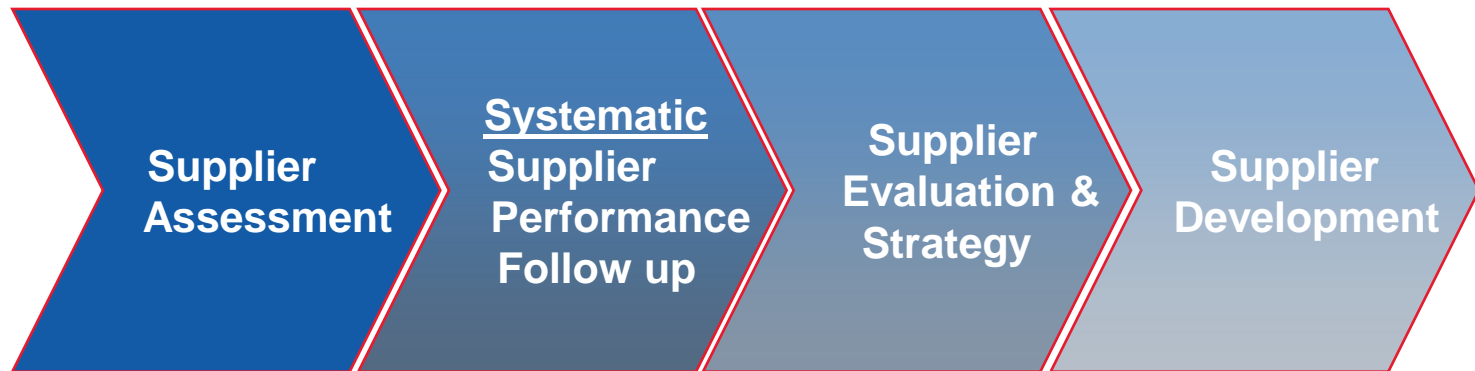 Supplier
Assessment
Systematic
Supplier
Performance
Follow up
Supplier
Evaluation &
Strategy
Supplier
Development